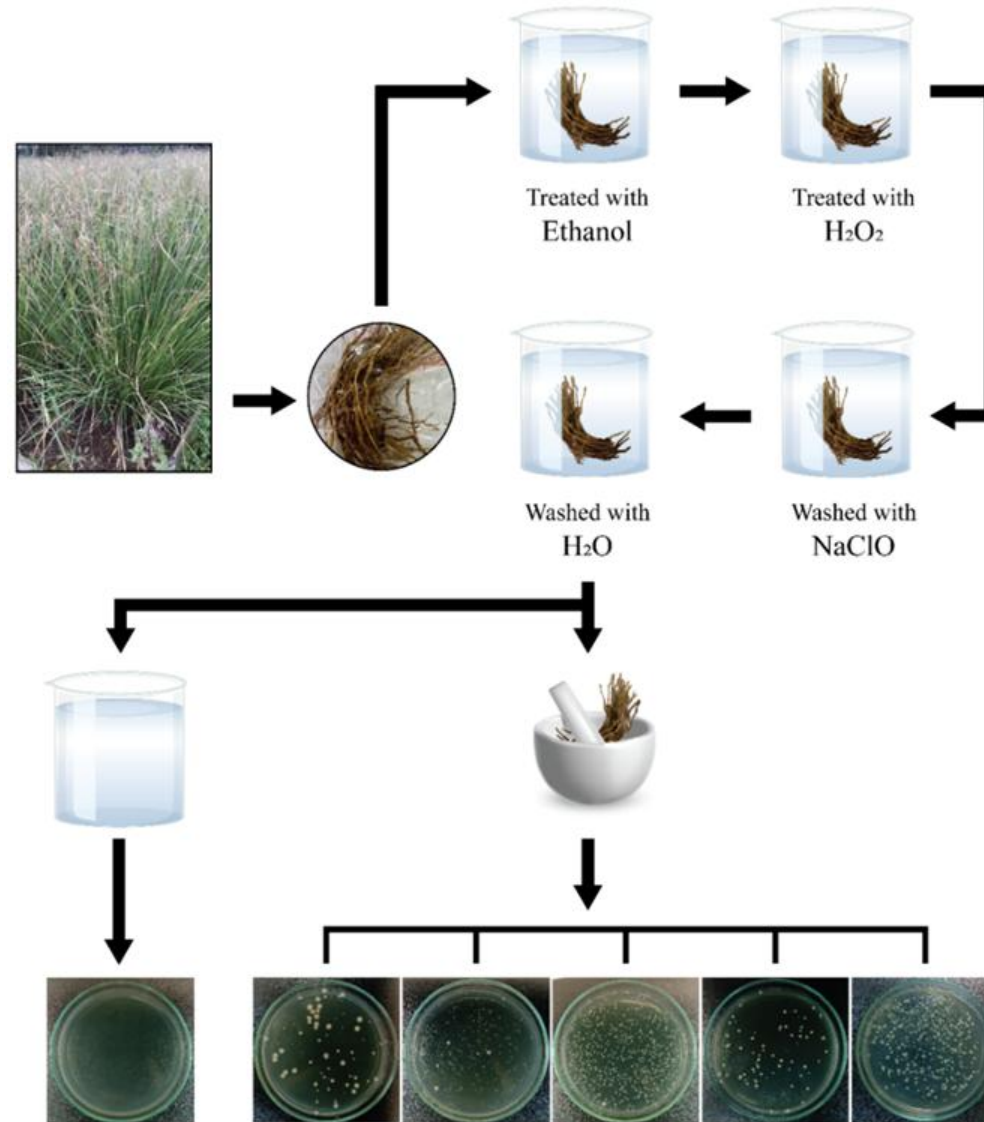 Treated with
Ethanol
Treated with
H₂O₂
Washed with
H₂O
Washed with
NaClO